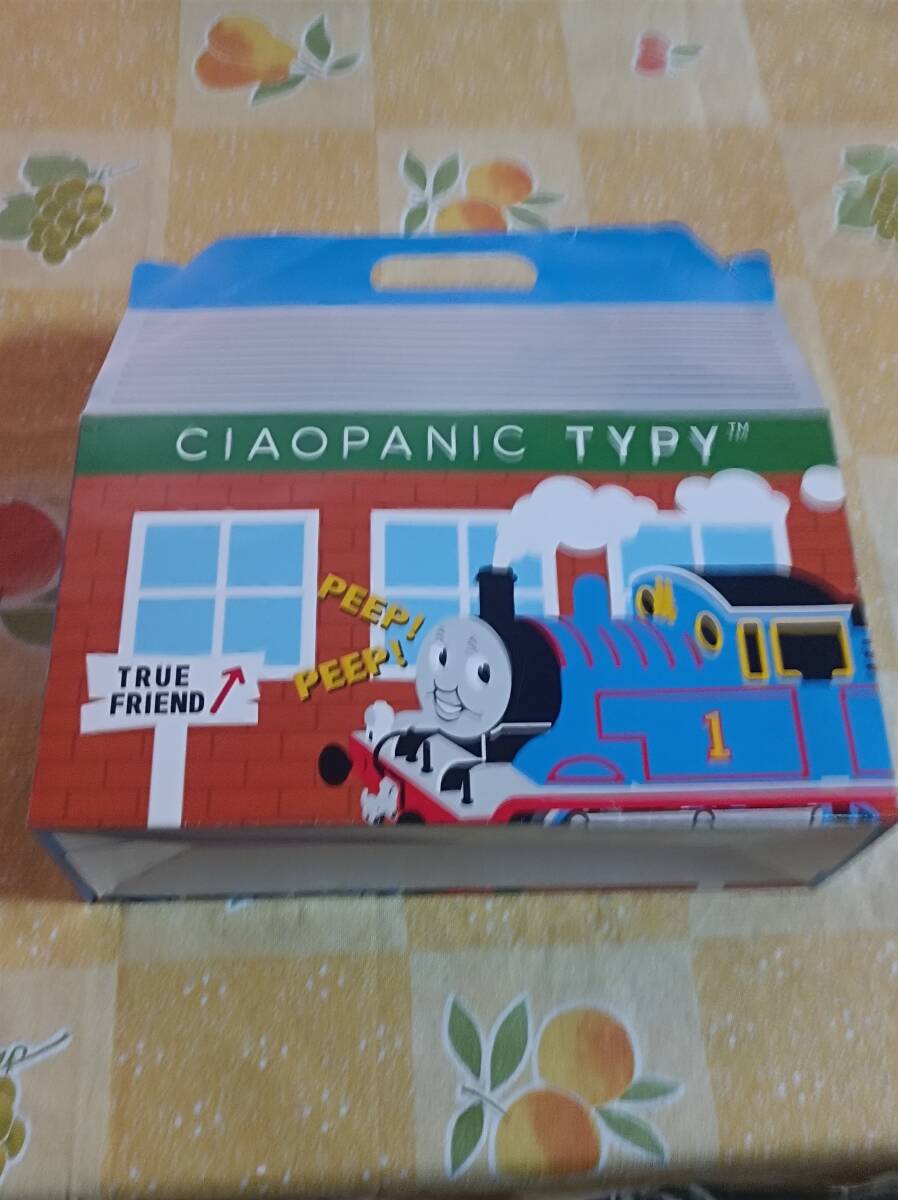 CIAOPANIC TYPY™
PEEP!
PEEP!
TRUE
FRIEND
1